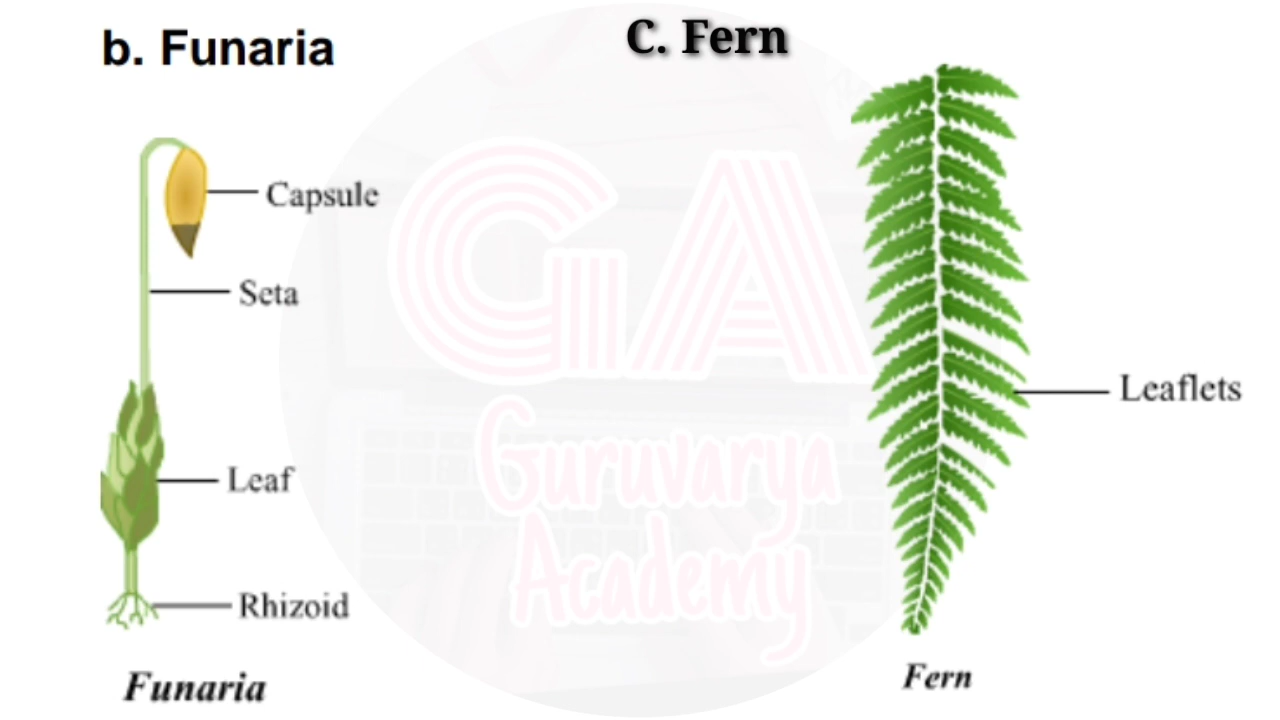 b. Funaria
C. Fern
Capsule
Seta
Leaf
Rhizoid
Funaria
Leaflets
Fern
GA
Guruvarya
Academy